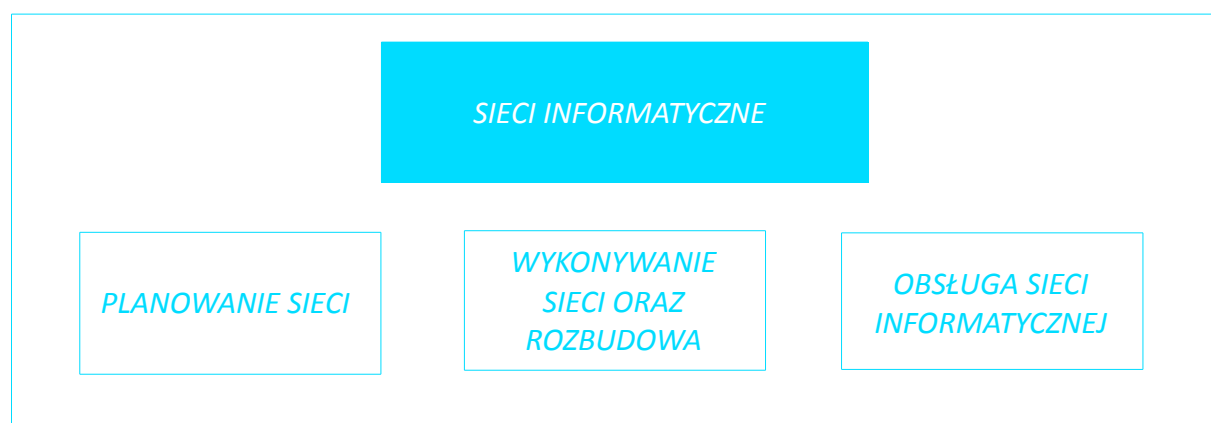 SIECI INFORMATYCZNE
PLANOWANIE SIECI
WYKONYWANIE
SIECI ORAZ
ROZBUDOWA
OBSŁUGA SIECI
INFORMATYCZNEJ